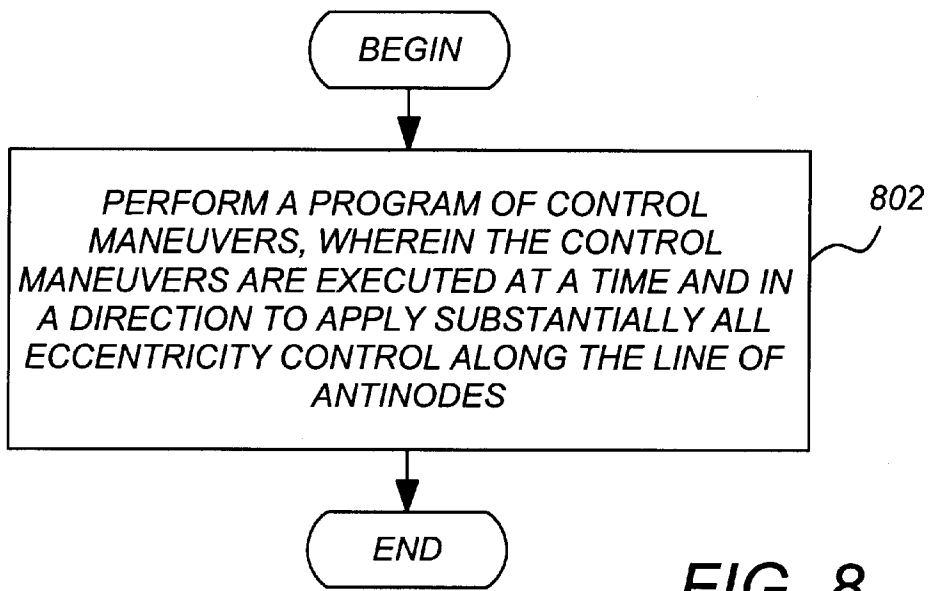 BEGIN
PERFORM A PROGRAM OF CONTROL
MANEUVERS, WHEREIN THE CONTROL
MANEUVERS ARE EXECUTED AT A TIME AND IN
A DIRECTION TO APPLY SUBSTANTIALLY ALL
ECCENTRICITY CONTROL ALONG THE LINE OF
ANTINODES
802
END
FIG. 8